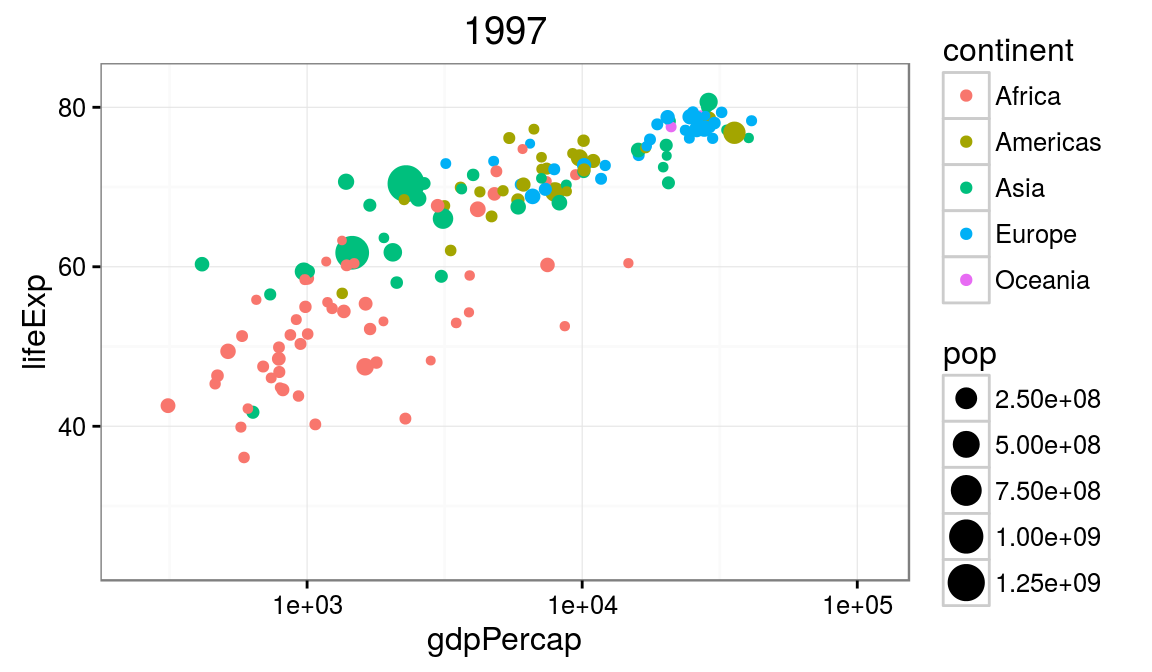 1997
lifeExp
80
60
40
1e+03
1e+04
1e+05
gdpPercap
continent
Africa
Americas
Asia
Europe
Oceania
pop
2.50e+08
5.00e+08
7.50e+08
1.00e+09
1.25e+09